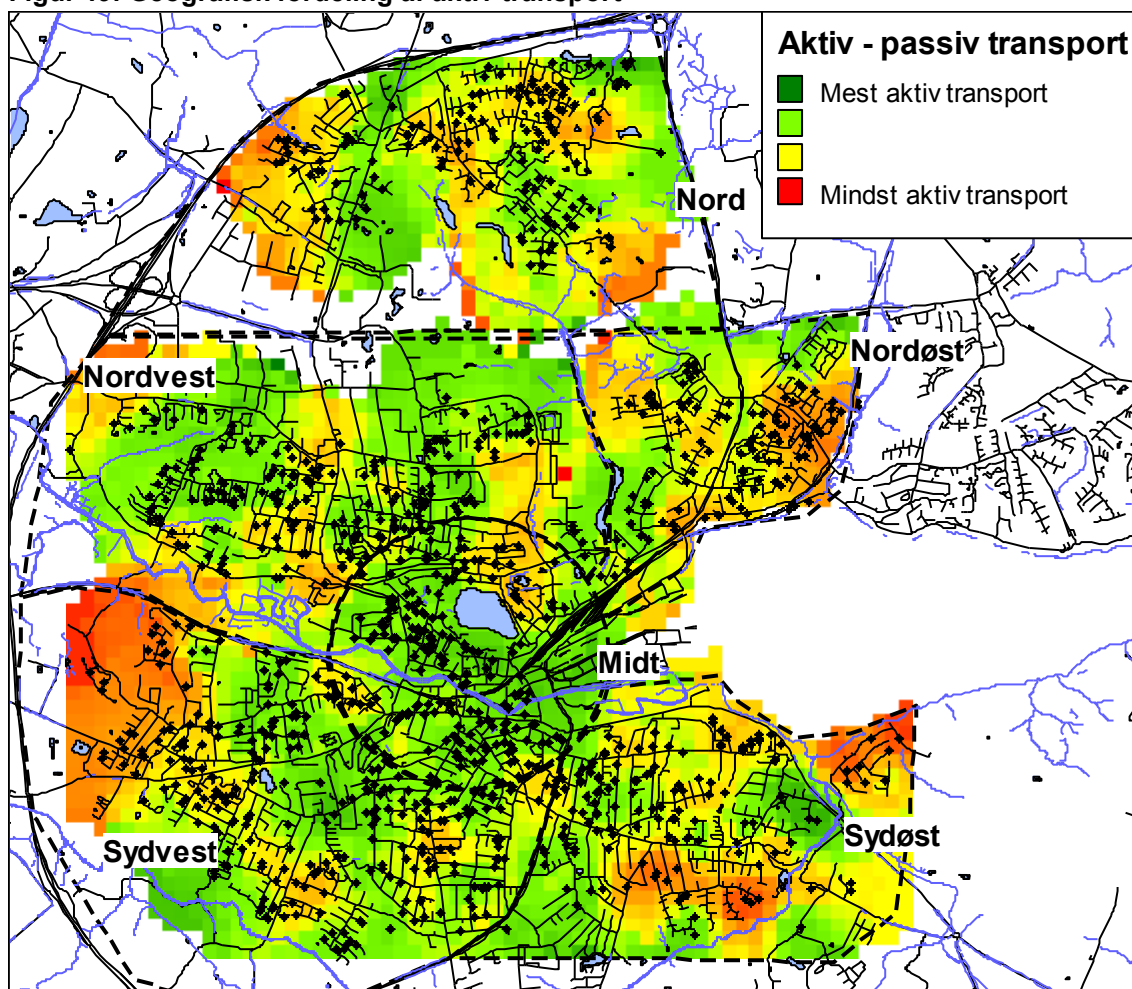 Aktiv - passiv transport
Mest aktiv transport
Mindst aktiv transport
Nord
Nordøst
Nordvest
Midt
Sydøst
Sydvest